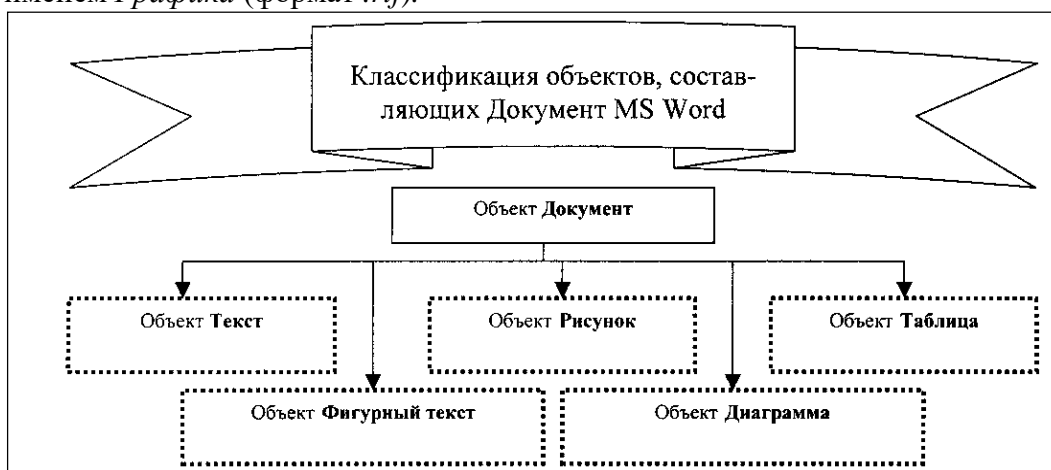 именем Графика (формат .rtf).
Классификация объектов, состав-
ляющих Документ MS Word
Объект Документ
Объект Текст
Объект Рисунок
Объект Таблица
Объект Фигурный текст
Объект Диаграмма